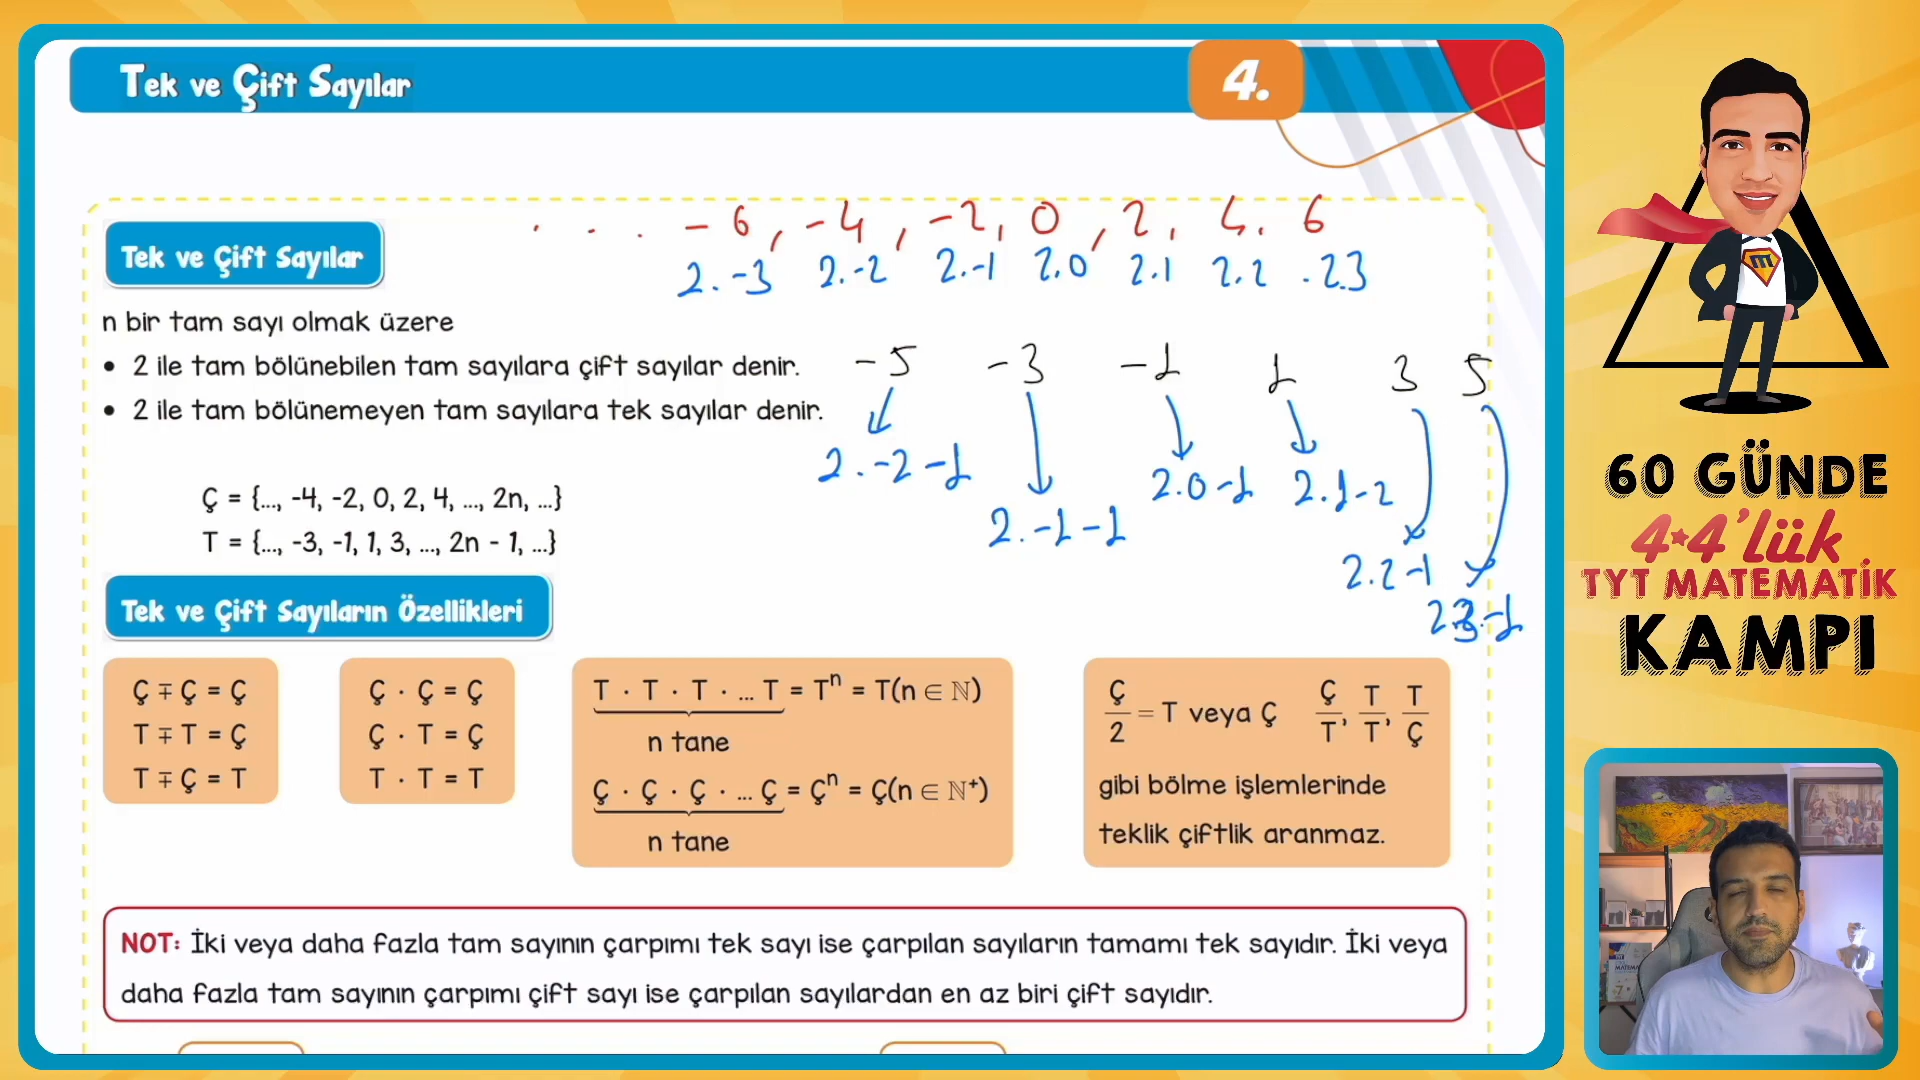 Tek ve Çift Sayılar
4.
. . . -6, -4, -2, 0, 2, 4. 6
Tek ve Çift Sayılar
2.-3 2.-2 2.-1 2.0 2.1 2.2 .2.3
n bir tam sayı olmak üzere
• 2 ile tam bölünebilen tam sayılara çift sayılar denir.
-5 -3 -1 1 3 5
• 2 ile tam bölünemeyen tam sayılara tek sayılar denir.
2.-2-1 2.-1-1 2.0-1 2.1-2 2.2-1 2.3.-1
Ç = {..., -4, -2, 0, 2, 4, ..., 2n, ...}
T = {..., -3, -1, 1, 3, ..., 2n - 1, ...}
Tek ve Çift Sayıların Özellikleri
Ç ∓ Ç = Ç
T ∓ T = Ç
T ∓ Ç = T
Ç · Ç = Ç
Ç · T = Ç
T · T = T
T · T · T · ... T = Tⁿ = T(n ∈ ℕ)
n tane
Ç · Ç · Ç · ... Ç = Çⁿ = Ç(n ∈ ℕ⁺)
n tane
Ç/2 = T veya Ç Ç/T, T/T, T/Ç
gibi bölme işlemlerinde
teklik çiftlik aranmaz.
NOT: İki veya daha fazla tam sayının çarpımı tek sayı ise çarpılan sayıların tamamı tek sayıdır. İki veya
daha fazla tam sayının çarpımı çift sayı ise çarpılan sayılardan en az biri çift sayıdır.
m
60 GÜNDE
4*4'lük
TYT MATEMATİK
KAMPI